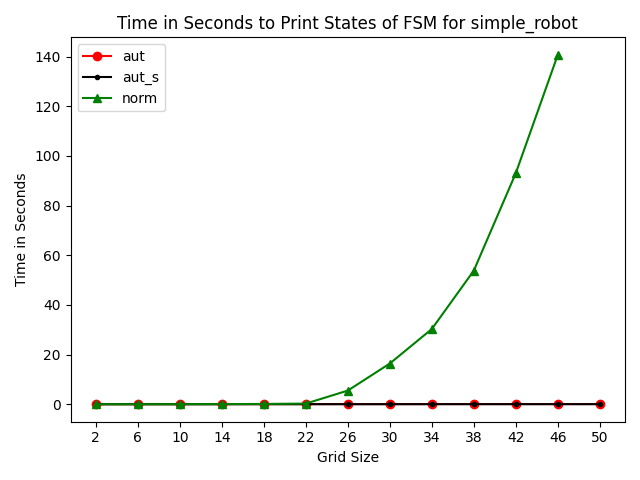 Time in Seconds to Print States of FSM for simple_robot
aut
aut_s
norm
140
120
100
80
60
40
20
0
Time in Seconds
2 6 10 14 18 22 26 30 34 38 42 46 50
Grid Size